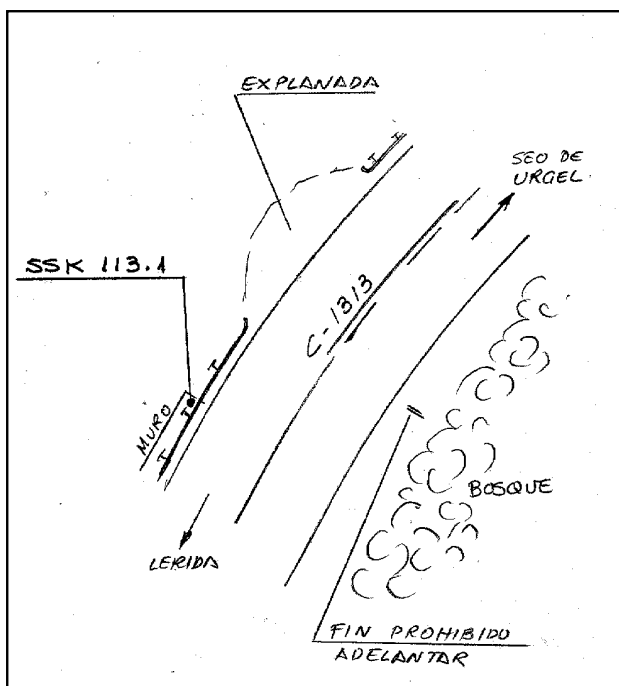 EXPLANADA
SEO DE
URGEL
SSK 113.1
C-1313
MURO
BOSQUE
LERIDA
FIN PROHIBIDO
ADELANTAR